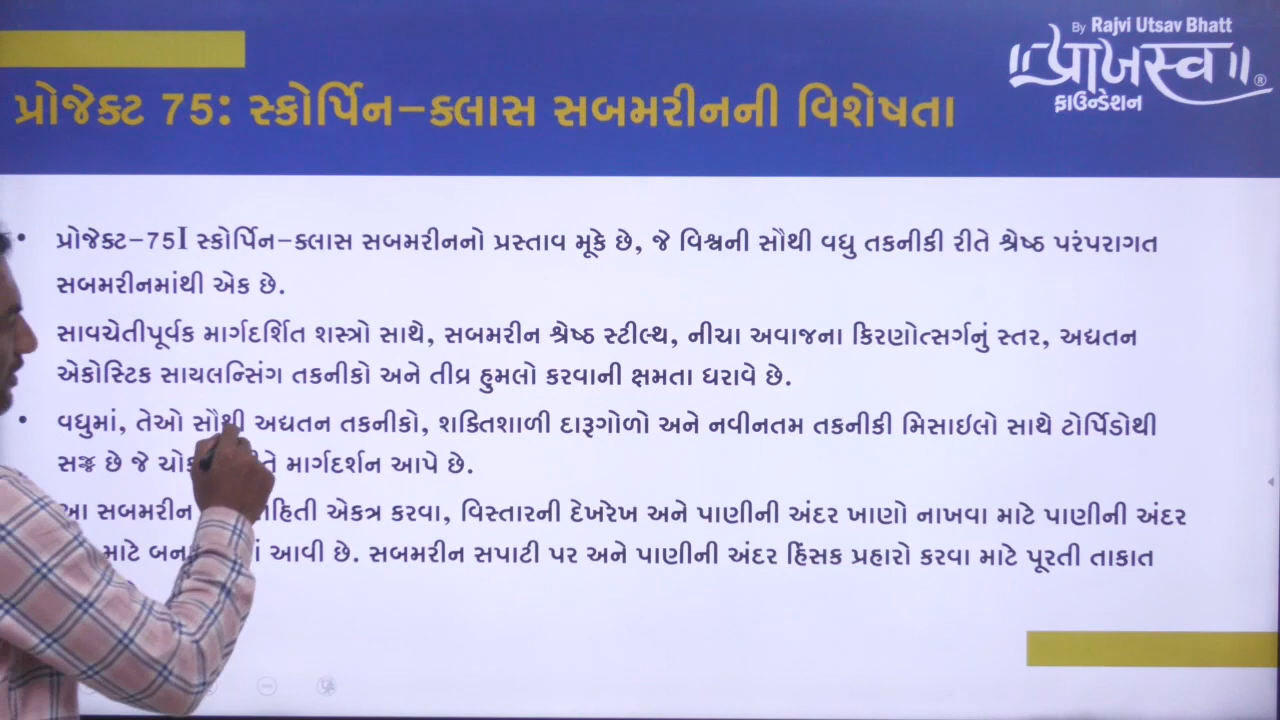 By Rajvi Utsav Bhatt
પ્રોજેક્ટ 75: સ્કોર્પિન-ક્લાસ સબમરીનની વિશેષતા
ફાઉન્ડેશન
પ્રોજેક્ટ-75I સ્કોર્પિન-ક્લાસ સબમરીનનો પ્રસ્તાવ મૂકે છે, જે વિશ્વની સૌથી વધુ તકનીકી રીતે શ્રેષ્ઠ પરંપરાગત
સબમરીનમાંથી એક છે.
સાવચેતીપૂર્વક માર્ગદર્શિત શસ્ત્રો સાથે, સબમરીન શ્રેષ્ઠ સ્ટીલ્થ, નીચા અવાજના કિરણોત્સર્ગનું સ્તર, અદ્યતન
એકોસ્ટિક સાયલન્સિંગ તકનીકો અને તીવ્ર હુમલો કરવાની ક્ષમતા ધરાવે છે.
વધુમાં, તેઓ સૌથી અદ્યતન તકનીકો, શક્તિશાળી દારૂગોળો અને નવીનતમ તકનીકી મિસાઈલો સાથે ટોર્પિડોથી
સજ્જ છે જે માર્ગદર્શન આપે છે.
આ સબમરીન એકત્ર કરવા, વિસ્તારની દેખરેખ અને પાણીની અંદર ખાણો નાખવા માટે પાણીની અંદર
માટે આવી છે. સબમરીન સપાટી પર અને પાણીની અંદર હિંસક પ્રહારો કરવા માટે પૂરતી તાકાત